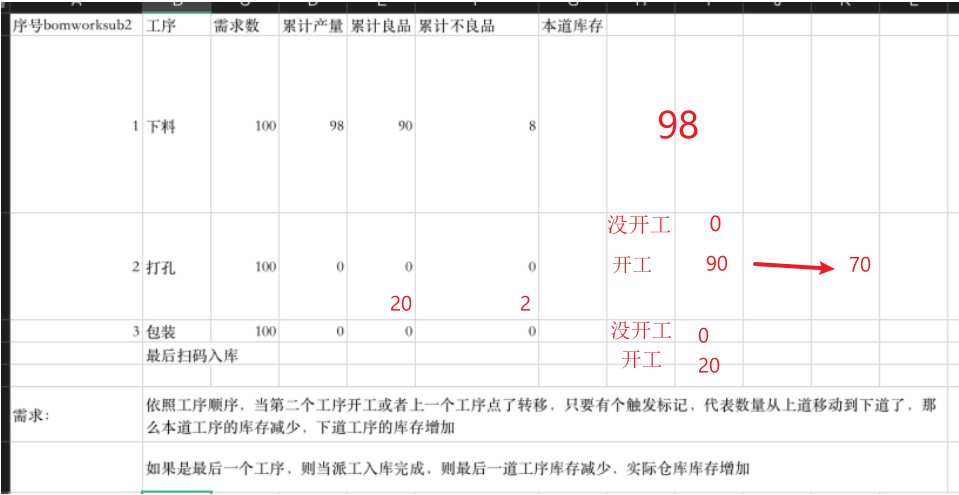 序号bomworksub2 工序 需求数 累计产量 累计良品 累计不良品 本道库存
1 下料 100 98 90 8 98
没开工 0
2 打孔 100 0 0 0 开工 90 70
20 2
3 包装 100 0 0 0 没开工 0
最后扫码入库 开工 20
需求: 依照工序顺序，当第二个工序开工或者上一个工序点了转移，只要有个触发标记，代表数量从上道移动到下道了，那
么本道工序的库存减少，下道工序的库存增加
如果是最后一个工序，则当派工入库完成，则最后一道工序库存减少，实际仓库库存增加